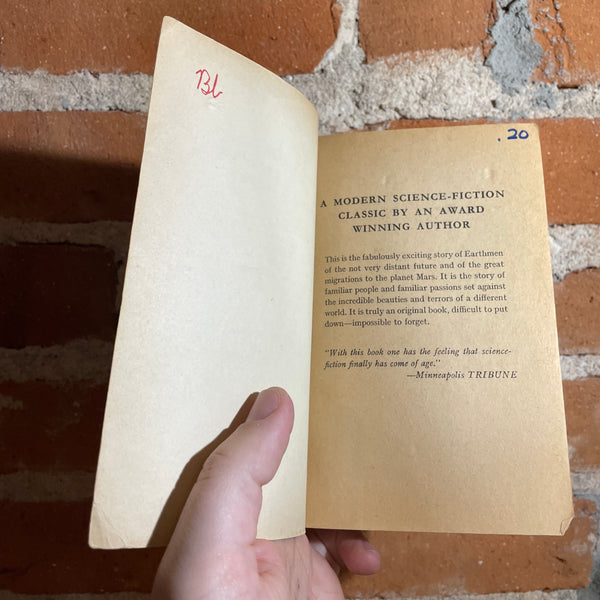 Bb
.20
A MODERN SCIENCE-FICTION
CLASSIC BY AN AWARD
WINNING AUTHOR
This is the fabulously exciting story of Earthmen
of the not very distant future and of the great
migrations to the planet Mars. It is the story of
familiar people and familiar passions set against
the incredible beauties and terrors of a different
world. It is truly an original book, difficult to put
down—impossible to forget.
"With this book one has the feeling that science-
fiction finally has come of age."
—Minneapolis TRIBUNE